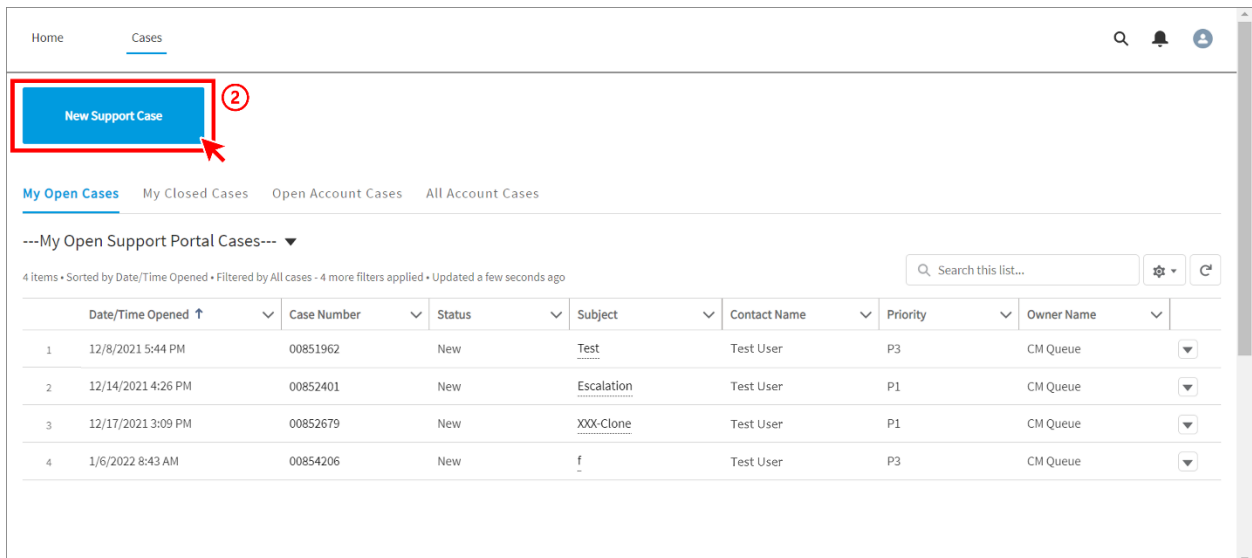 Home Cases
New Support Case
2
My Open Cases My Closed Cases Open Account Cases All Account Cases
---My Open Support Portal Cases---
4 items • Sorted by Date/Time Opened • Filtered by All cases - 4 more filters applied • Updated a few seconds ago
Search this list...
Date/Time Opened Case Number Status Subject Contact Name Priority Owner Name
1 12/8/2021 5:44 PM 00851962 New Test Test User P3 CM Queue
2 12/14/2021 4:26 PM 00852401 New Escalation Test User P1 CM Queue
3 12/17/2021 3:09 PM 00852679 New XXX-Clone Test User P1 CM Queue
4 1/6/2022 8:43 AM 00854206 New f Test User P3 CM Queue